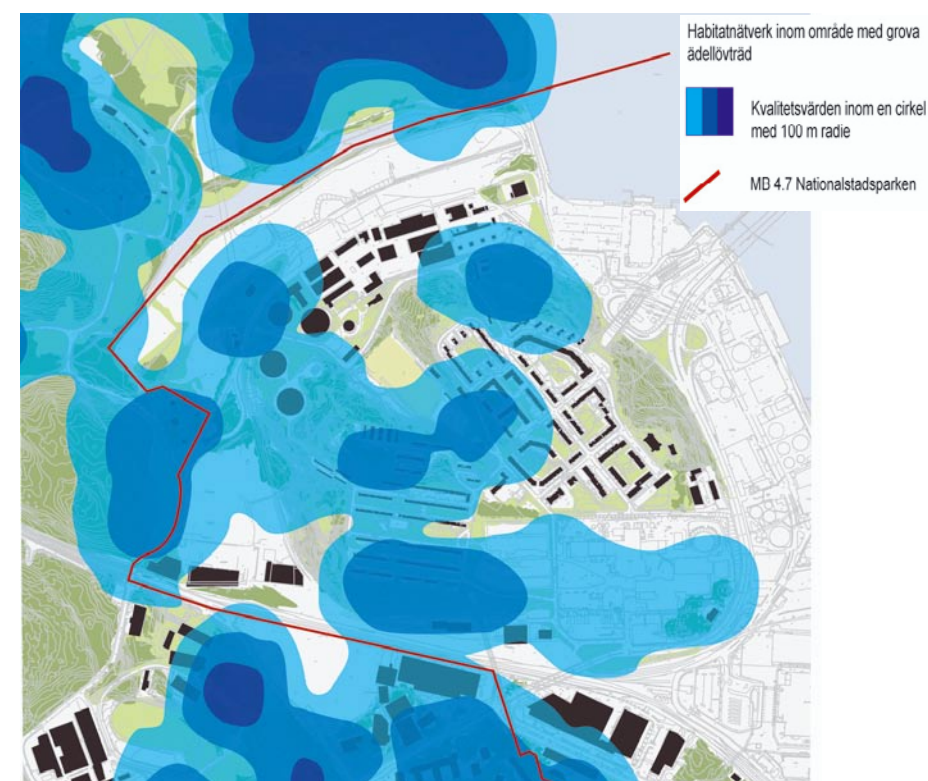 Habitatnätverk inom område med grova
ädellövträd
Kvalitetsvärden inom en cirkel
med 100 m radie
MB 4.7 Nationalstadsparken